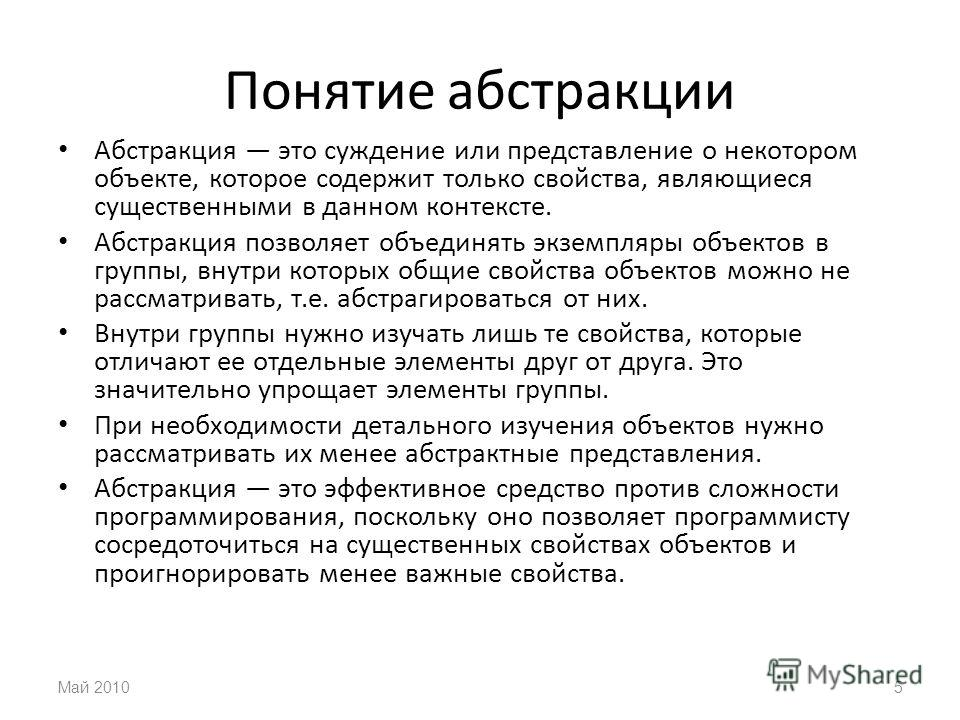 Понятие абстракции
• Абстракция — это суждение или представление о некотором
объекте, которое содержит только свойства, являющиеся
существенными в данном контексте.
• Абстракция позволяет объединять экземпляры объектов в
группы, внутри которых общие свойства объектов можно не
рассматривать, т.е. абстрагироваться от них.
• Внутри группы нужно изучать лишь те свойства, которые
отличают ее отдельные элементы друг от друга. Это
значительно упрощает элементы группы.
• При необходимости детального изучения объектов нужно
рассматривать их менее абстрактные представления.
• Абстракция — это эффективное средство против сложности
программирования, поскольку оно позволяет программисту
сосредоточиться на существенных свойствах объектов и
проигнорировать менее важные свойства.
Май 2010
MyShared
5